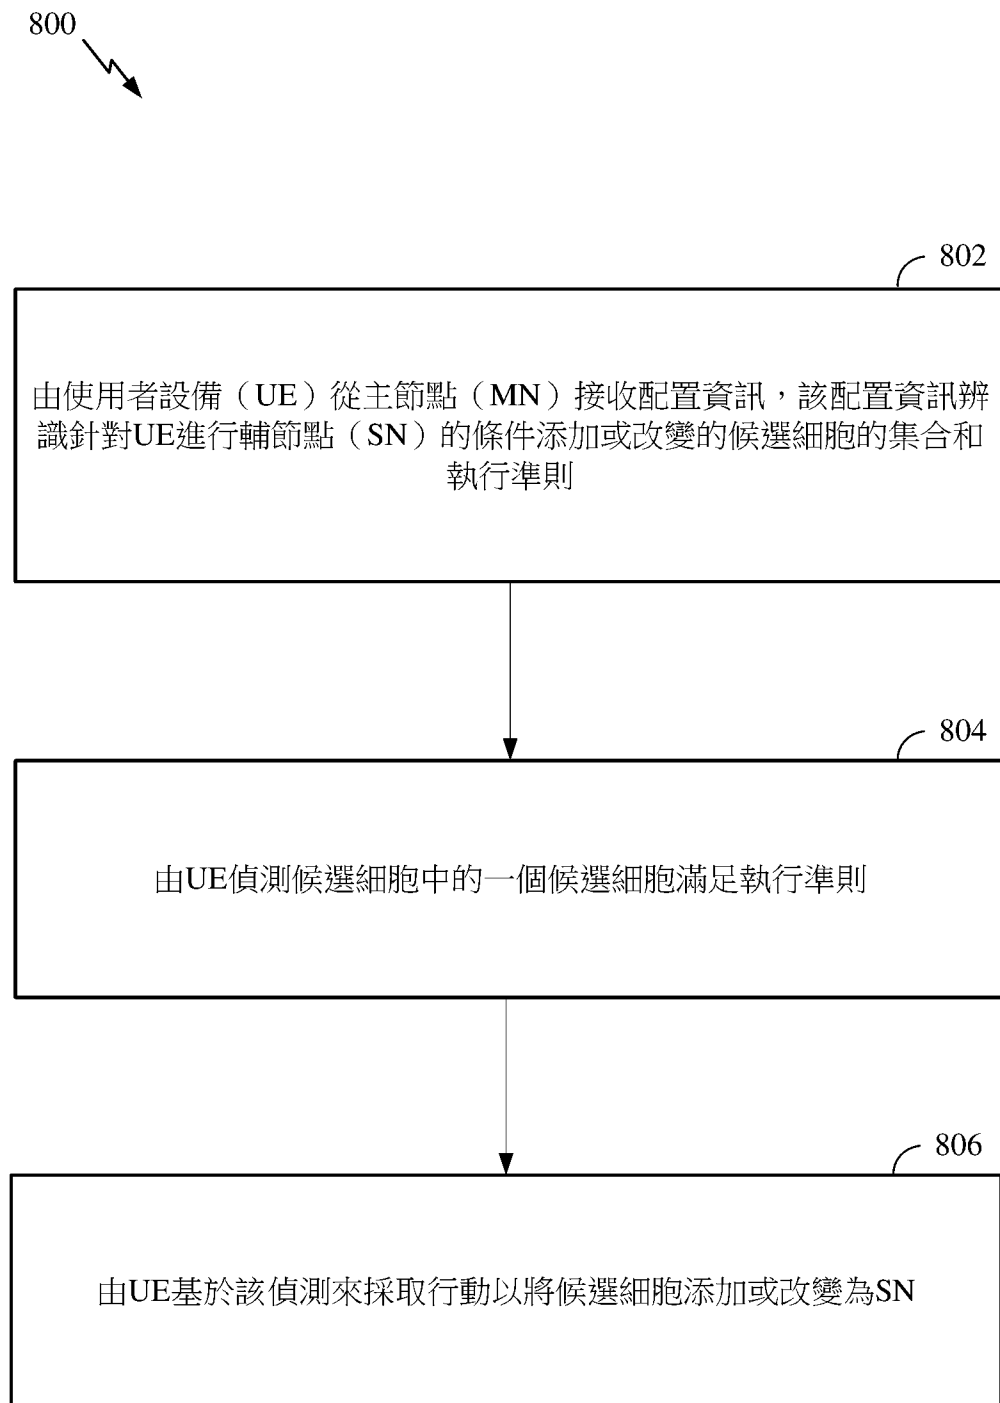 800
802
由使用者設備（UE）從主節點（MN）接收配置資訊，該配置資訊辨
識針對UE進行輔節點（SN）的條件添加或改變的候選細胞的集合和
執行準則
804
由UE偵測候選細胞中的一個候選細胞滿足執行準則
806
由UE基於該偵測來採取行動以將候選細胞添加或改變為SN